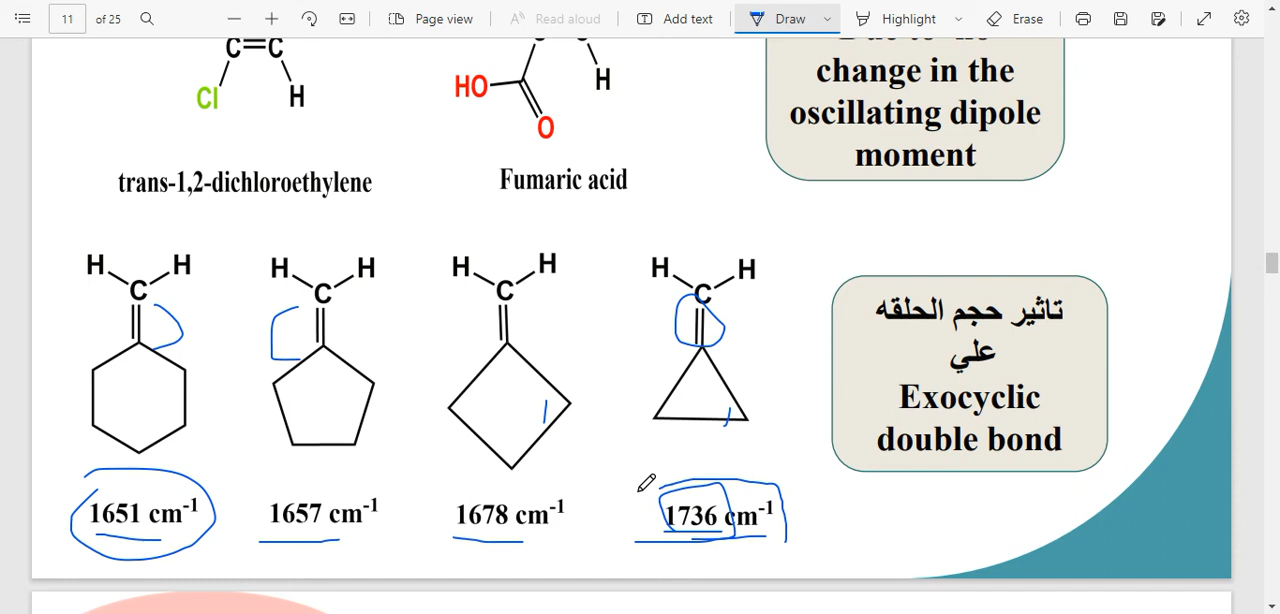 11 of 25 Page view Read aloud Add text Draw Highlight Erase
C=C
Cl
H
HO
O
H
change in the
oscillating dipole
moment
trans-1,2-dichloroethylene
Fumaric acid
H H H H H H H H
C C C C
تاثير حجم الحلقه
علي
Exocyclic
double bond
1651 cm-1 1657 cm-1 1678 cm-1 1736 cm-1